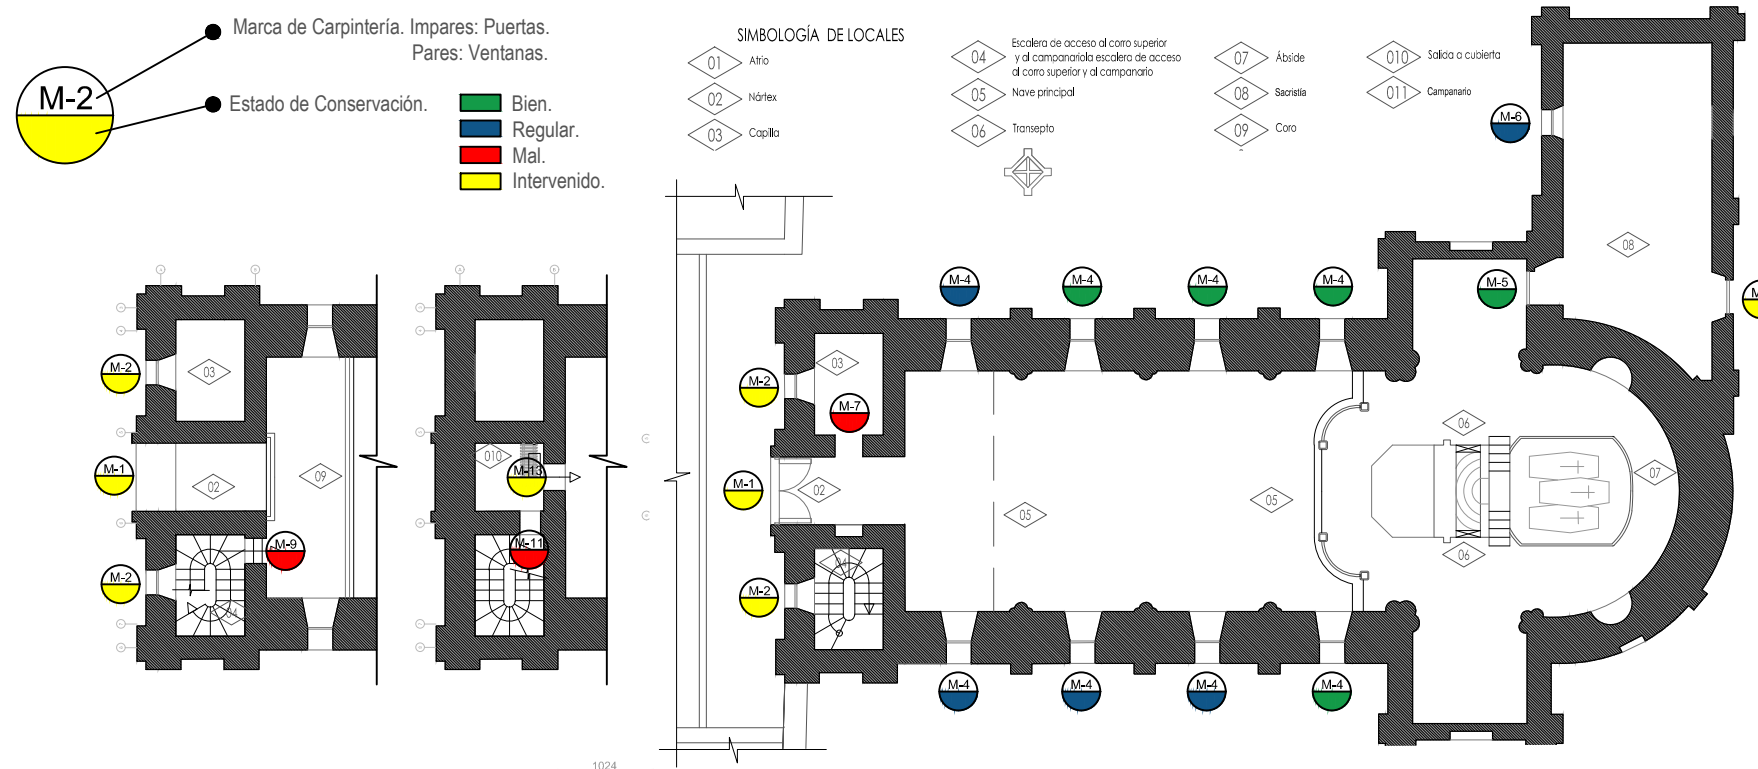 Marca de Carpintería. Impares: Puertas.
Pares: Ventanas.
M-2
Estado de Conservación.
Bien.
Regular.
Mal.
Intervenido.
SIMBOLOGÍA DE LOCALES
01 Atrio
02 Nártex
03 Capilla
04 Escalera de acceso al corro superior
y al campanariola escalera de acceso
al corro superior y al campanario
05 Nave principal
06 Transepto
07 Ábside
08 Sacristía
09 Coro
010 Salida a cubierta
011 Campanario
M-6
08
M-4
M-4
M-4
M-4
M-5
M-2
03
M-1
02
09
M-9
M-2
04
010
M-13
M-11
M-2
03
M-7
M-1
02
M-2
04
05
05
06
06
07
M-4
M-4
M-4
M-4
1024